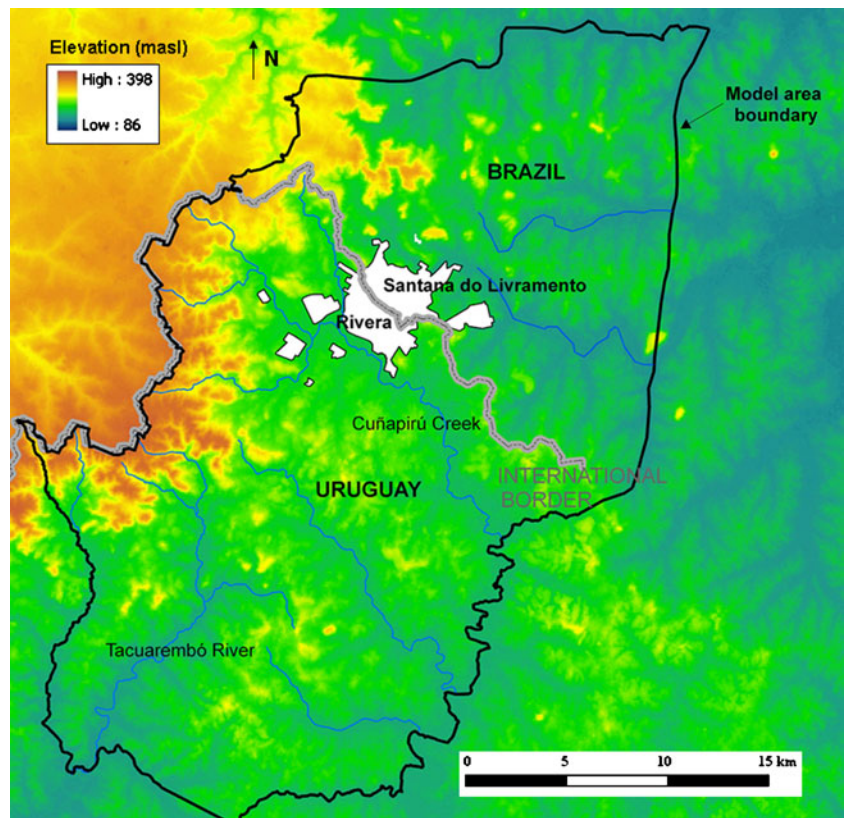 Elevation (masl)
High : 398
Low : 86
N
Model area
boundary
BRAZIL
Santana do Livramento
Rivera
Cuñapirú Creek
INTERNATIONAL
BORDER
URUGUAY
Tacuarembó River
0 5 10 15 km